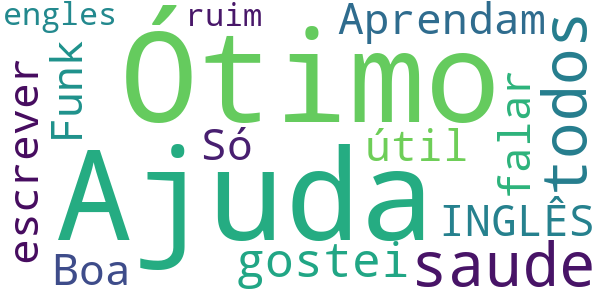 engles
ruim
Aprendam
Ótimo
todos
Funk
escrever
Só
útil
falar
Ajuda
INGLÊS
gostei
saude
Boa